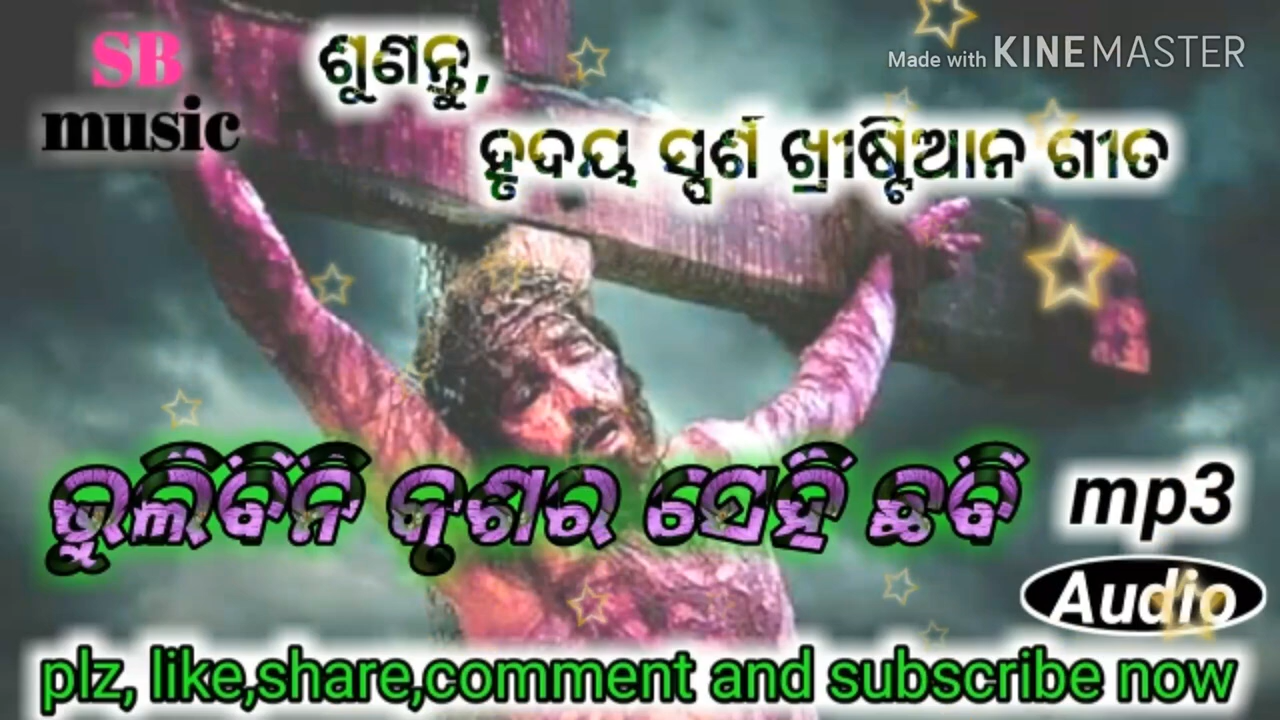 SB
music
ଶୁଣନ୍ତୁ,
Made with KINEMASTER
ହୃଦୟ ସ୍ପର୍ଶ ଖ୍ରୀଷ୍ଟିଆନ ଗୀତ
ଭୁଲିବିନି କୃଶର ସେହି ଛବି
mp3
Audio
plz, like,share,comment and subscribe now